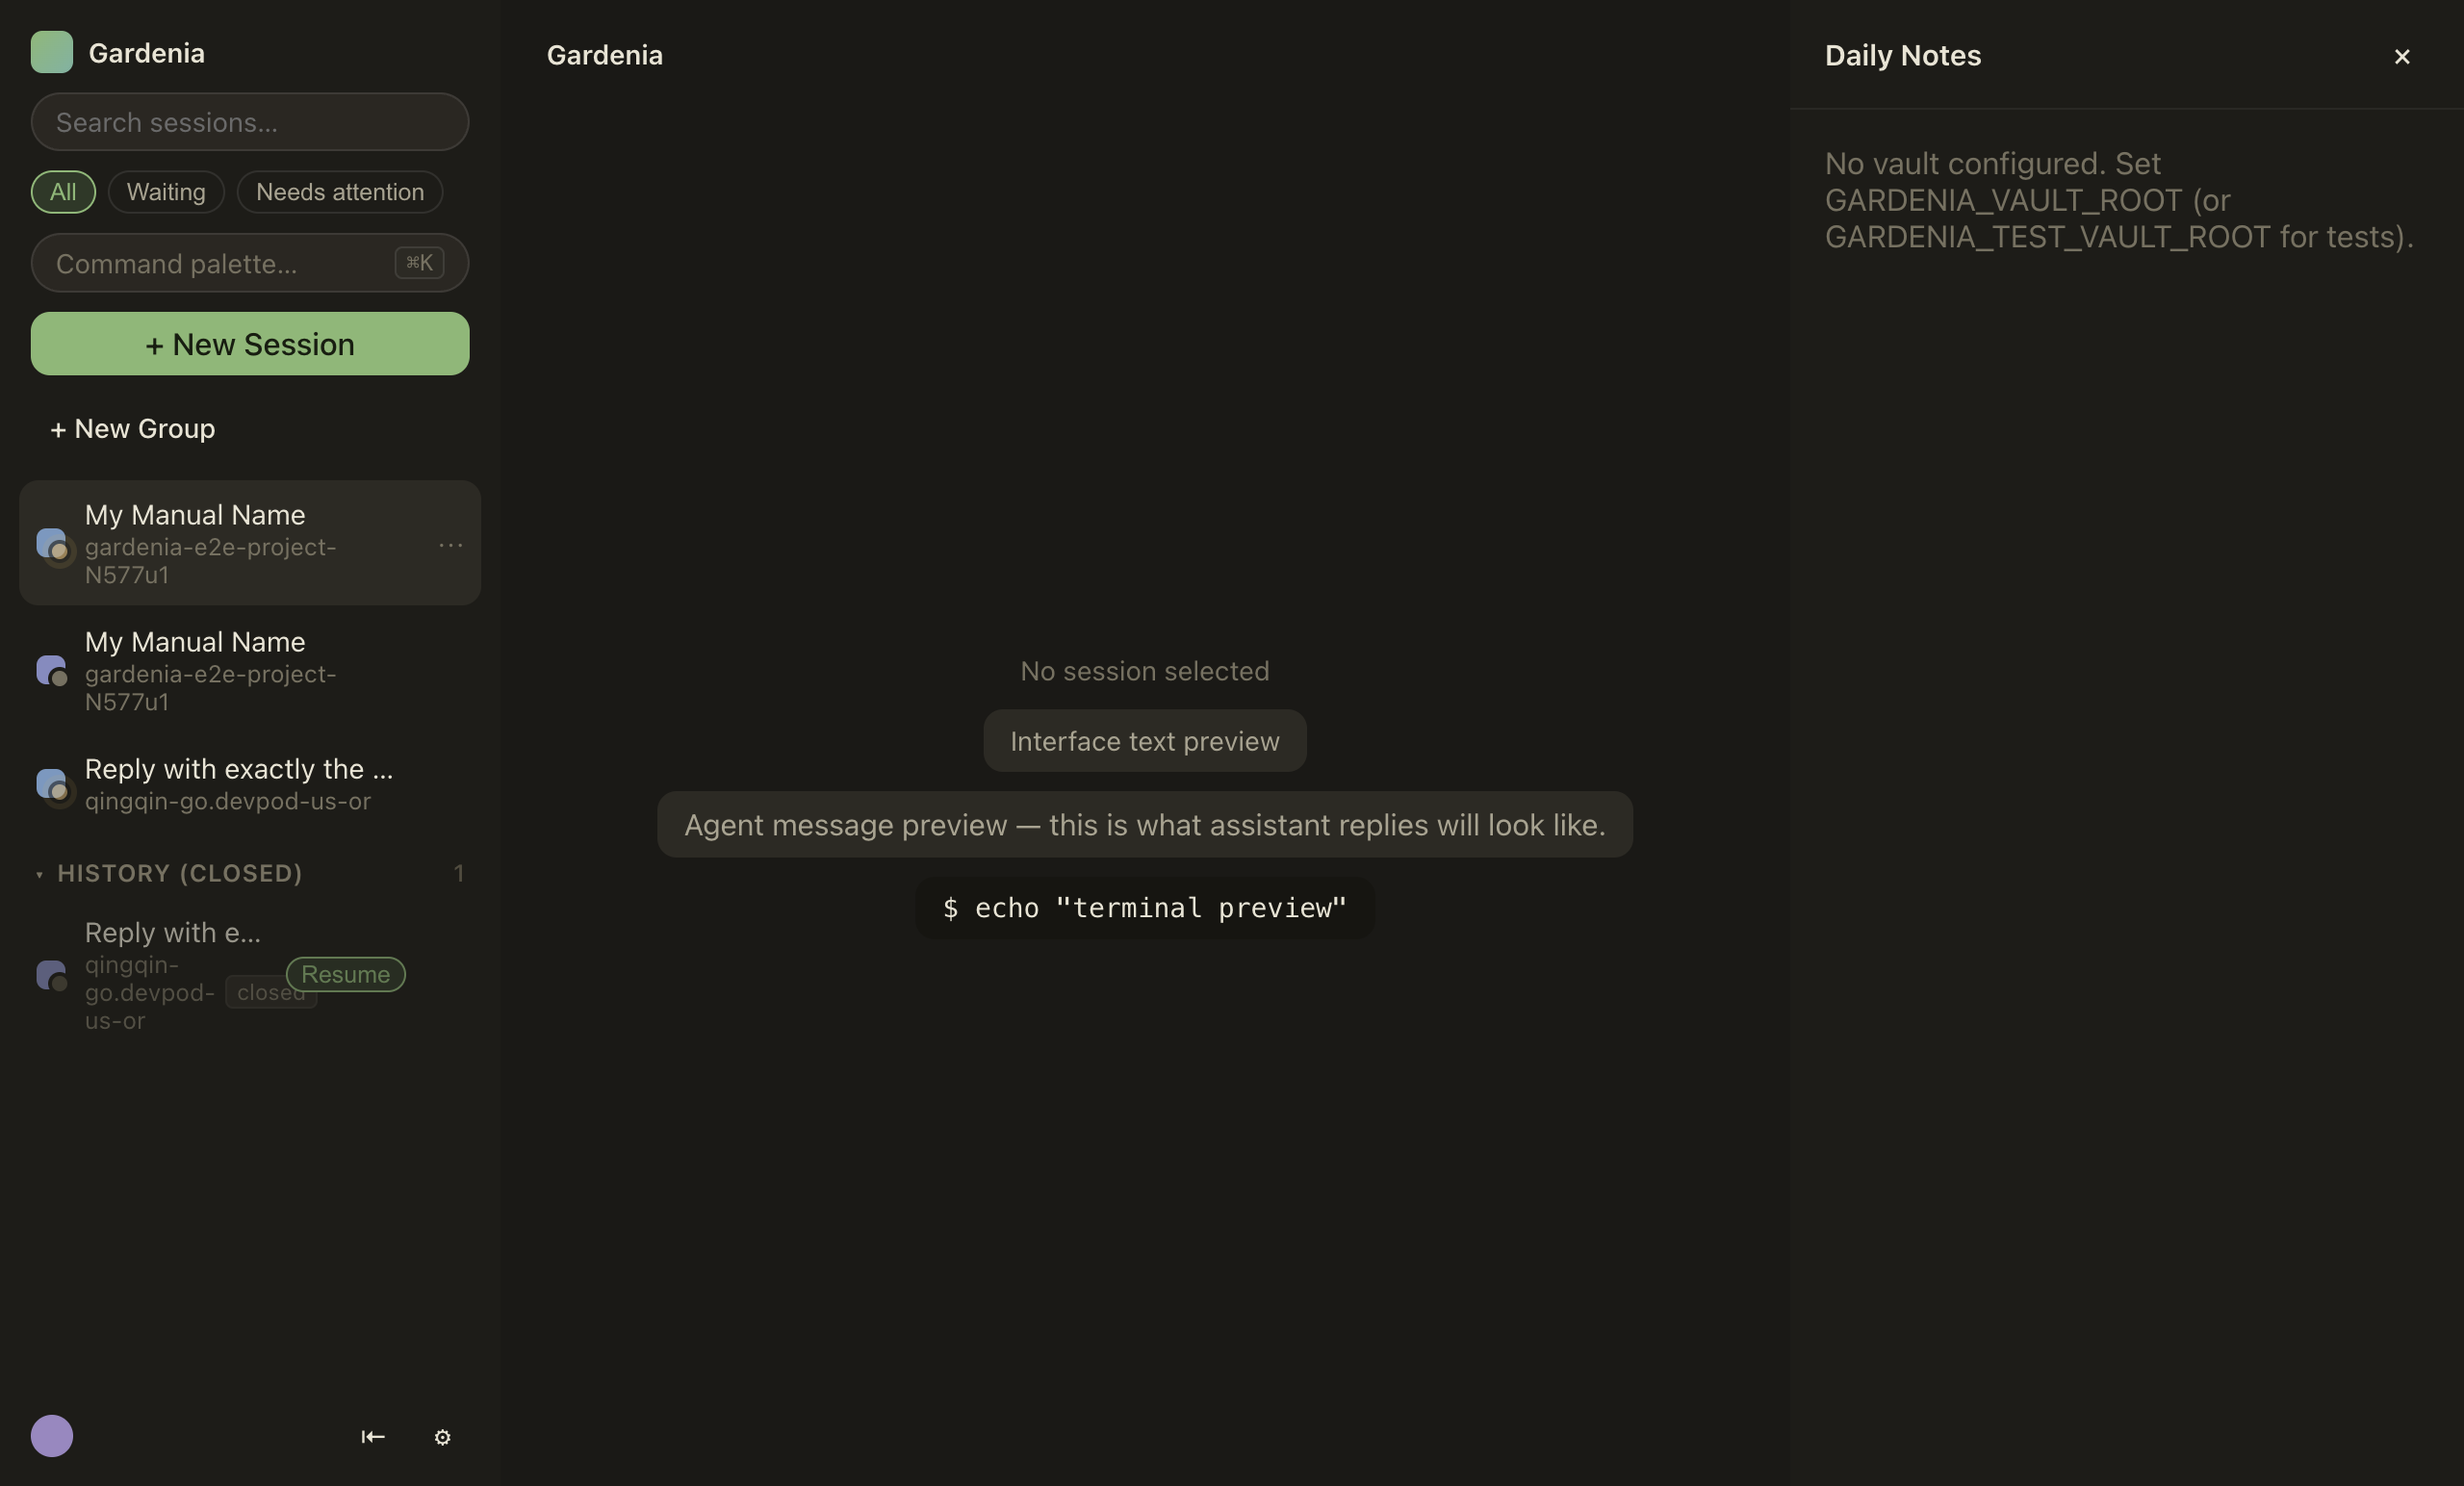 Gardenia
Search sessions...
All
Waiting
Needs attention
Command palette...
⌘K
+ New Session
+ New Group
My Manual Name
gardenia-e2e-project-
N577u1
...
My Manual Name
gardenia-e2e-project-
N577u1
Reply with exactly the ...
qingqin-go.devpod-us-or
HISTORY (CLOSED)
1
Reply with e...
qingqin-
go.devpod-
us-or
closed
Resume
Gardenia
No session selected
Interface text preview
Agent message preview — this is what assistant replies will look like.
$ echo "terminal preview"
Daily Notes
×
No vault configured. Set
GARDENIA_VAULT_ROOT (or
GARDENIA_TEST_VAULT_ROOT for tests).